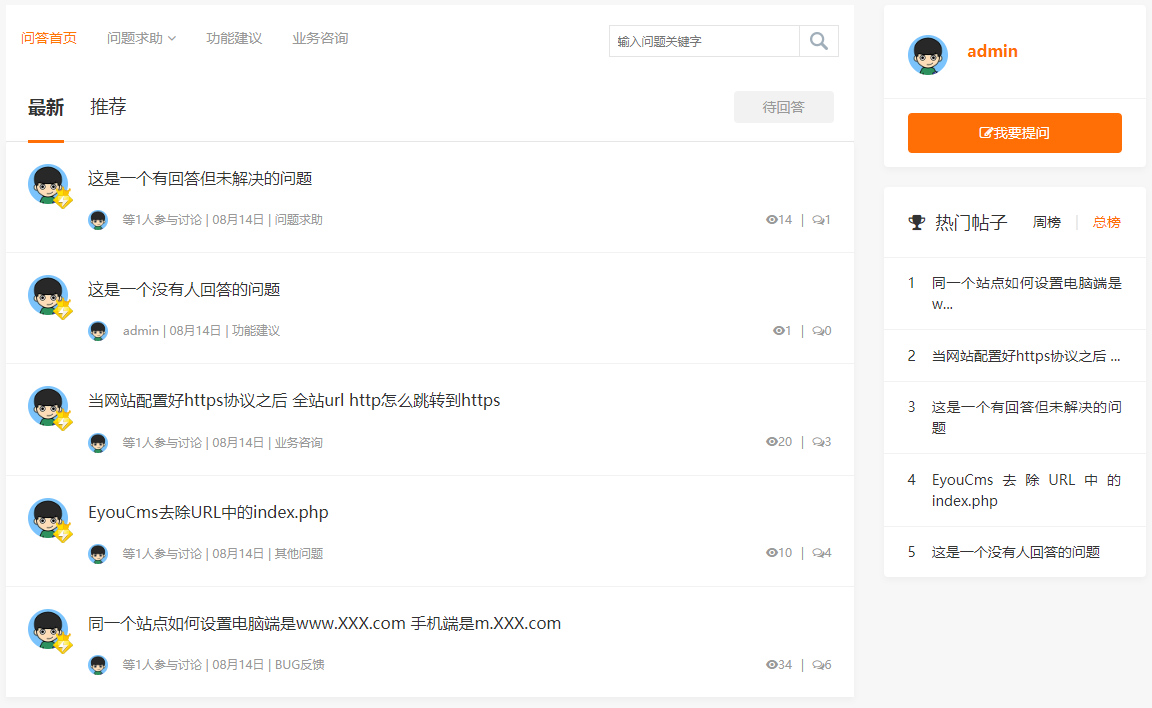 问答首页 问题求助 功能建议 业务咨询
输入问题关键字
最新 推荐
待回答
这是一个有回答但未解决的问题
等1人参与讨论 | 08月14日 | 问题求助 14 | 1
这是一个没有人回答的问题
admin | 08月14日 | 功能建议 1 | 0
当网站配置好https协议之后 全站url http怎么跳转到https
等1人参与讨论 | 08月14日 | 业务咨询 20 | 3
EyouCms去除URL中的index.php
等1人参与讨论 | 08月14日 | 其他问题 10 | 4
同一个站点如何设置电脑端是www.XXX.com 手机端是m.XXX.com
等1人参与讨论 | 08月14日 | BUG反馈 34 | 6
admin
我要提问
热门帖子 周榜 | 总榜
1 同一个站点如何设置电脑端是
w...
2 当网站配置好https协议之后 ...
3 这是一个有回答但未解决的问
题
4 EyouCms 去 除 URL 中 的
index.php
5 这是一个没有人回答的问题